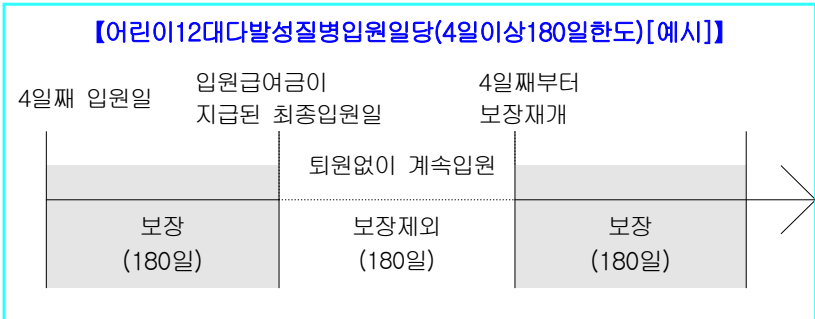 【어린이12대다발성질병입원일당(4일이상180일한도)[예시]】
4일째 입원일
입원급여금이
지급된 최종입원일
4일째부터
보장재개
퇴원없이 계속입원
보장
(180일)
보장제외
(180일)
보장
(180일)